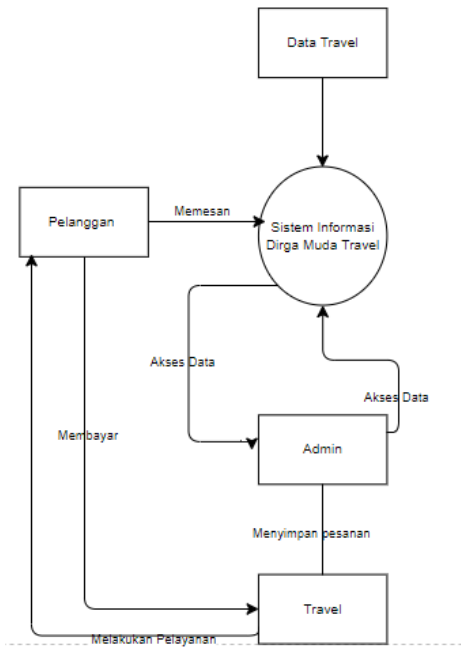 Data Travel
Pelanggan
Memesan
Sistem Informasi
Dirga Muda Travel
Akses Data
Akses Data
Membayar
Admin
Menyimpan pesanan
Travel
Melakukan Pelayanan